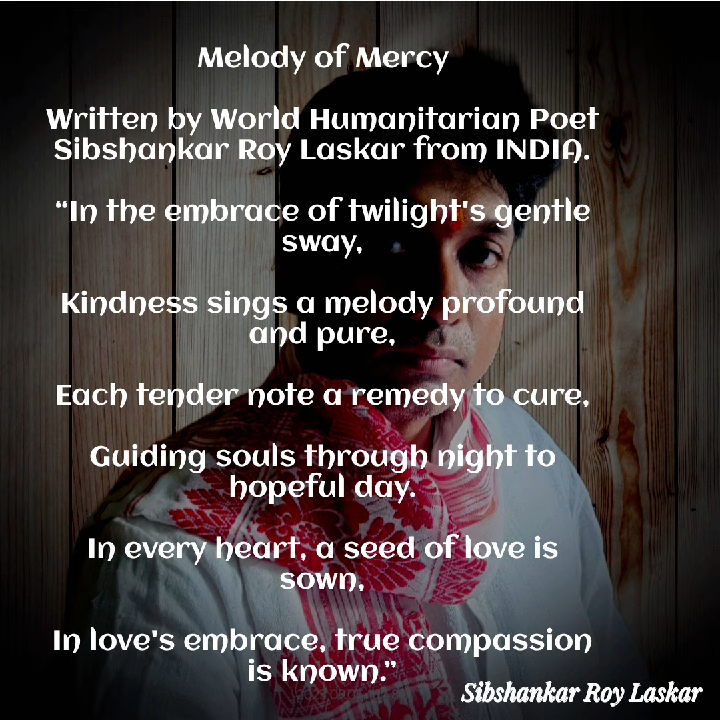 Melody of Mercy
Written by World Humanitarian Poet
Sibshankar Roy Laskar from INDIA.
“In the embrace of twilight's gentle
sway,
Kindness sings a melody profound
and pure,
Each tender note a remedy to cure,
Guiding souls through night to
hopeful day.
In every heart, a seed of love is
sown,
In love's embrace, true compassion
is known.”
Sibshankar Roy Laskar